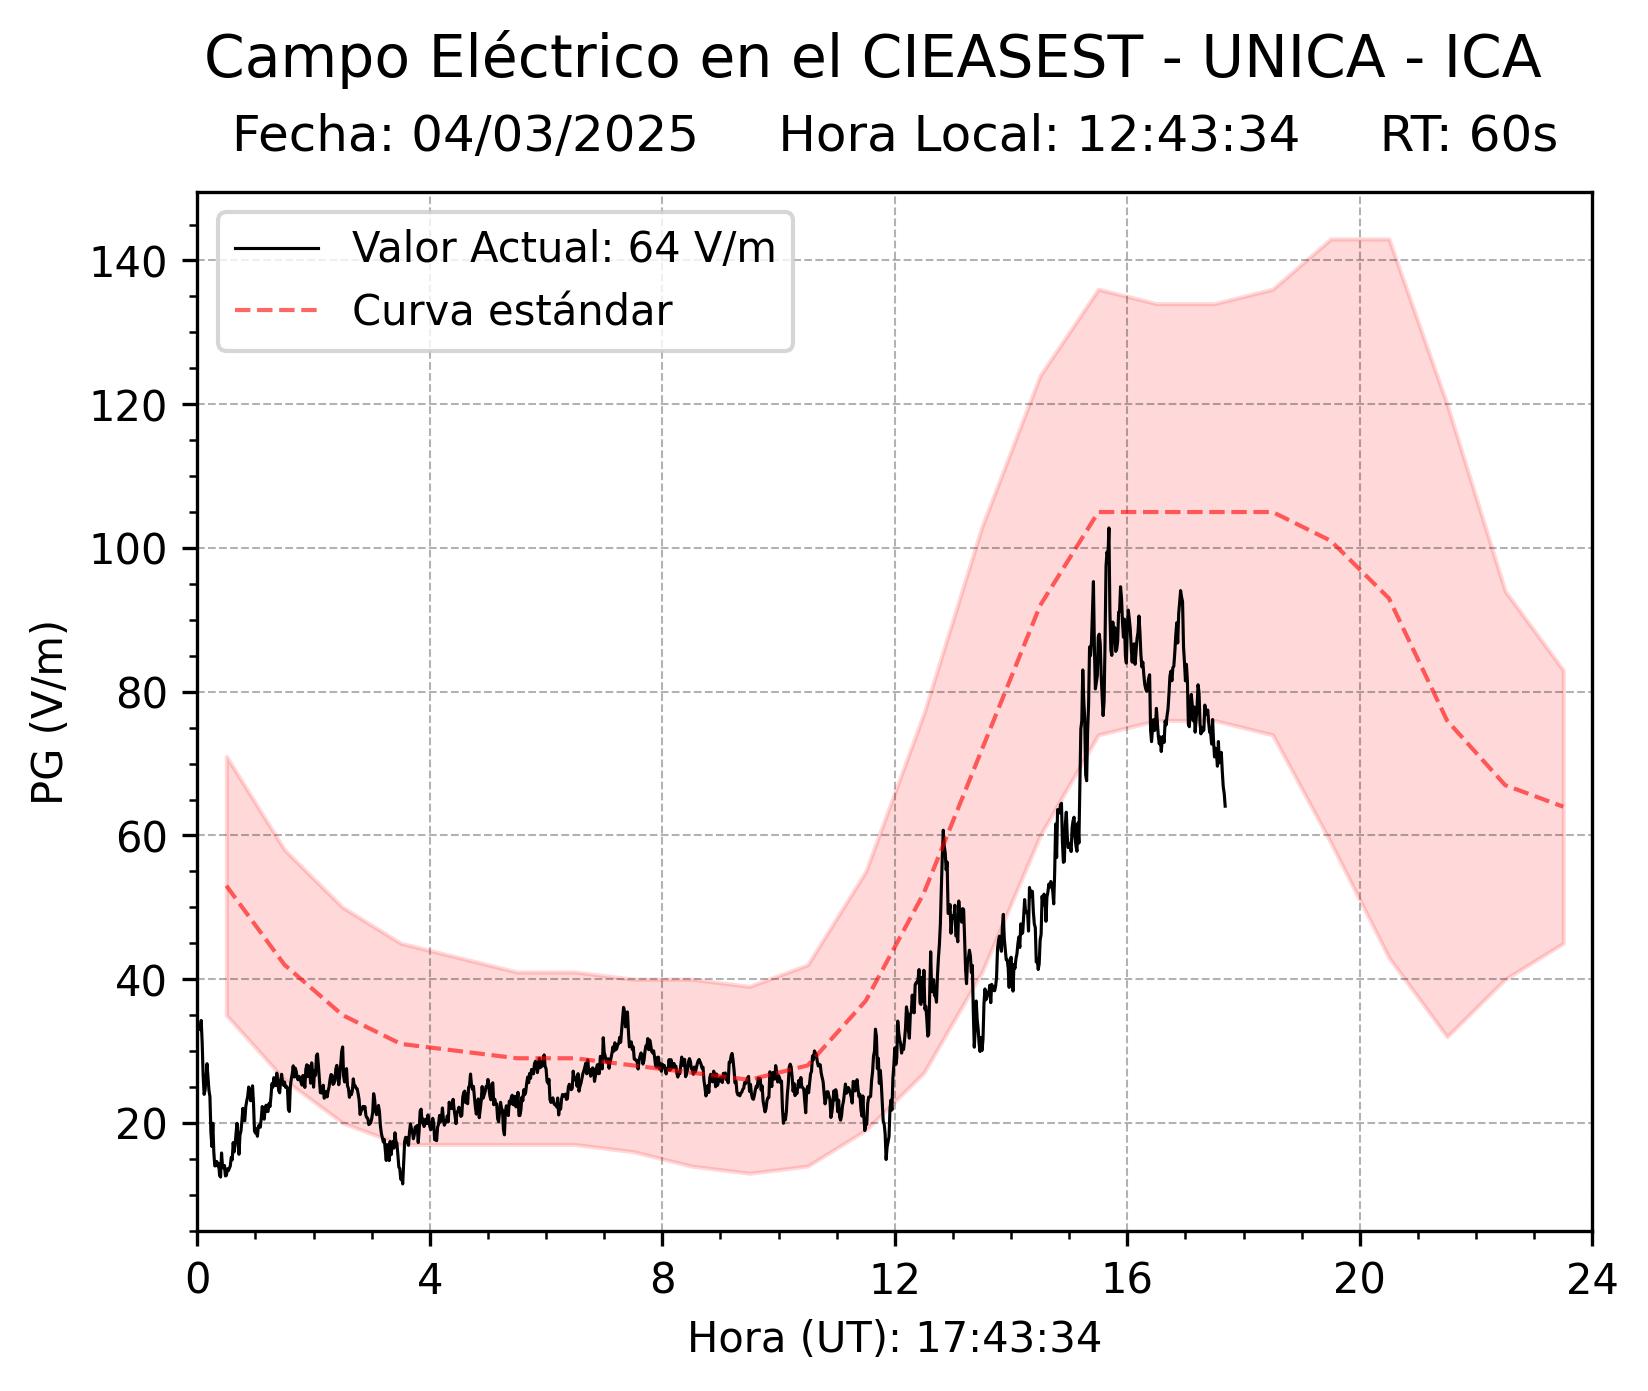 Campo Eléctrico en el CIEASEST - UNICA - ICA
Fecha: 04/03/2025 Hora Local: 12:43:34 RT: 60s
Valor Actual: 64 V/m
Curva estándar
140
120
100
80
60
40
20
PG (V/m)
0 4 8 12 16 20 24
Hora (UT): 17:43:34